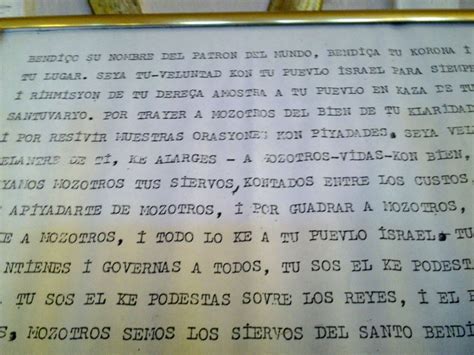 BENDIÇO SU NOMBRE DEL PATRON DEL MUNDO, BENDIÇA TU KORONA I
TU LUGAR. SEYA TU-VELUNTAD KON TU PUEVLO ISRAEL PARA SIEMPR
I RIHMISYON DE TU DEREÇA AMOSTRA A TU PUEVLO EN KAZA DE TU
SANTUVARYO. POR TRAYER A MOZOTROS DEL BIEN DE TU KLARIDAD
I POR RESIVIR MUESTRAS ORASYONES KON PIYADADES, SEYA VEL
ELANTRE DE TI, KE ALARGES - A MOZOTROS-VIDAS-KON BIEN,
YAMOS MOZOTROS TUS SIERVOS, KONTADOS ENTRE LOS CUSTOS.
APIYADARTE DE MOZOTROS, I POR GUADRAR A MOZOTROS,
KE A MOZOTROS, I TODO LO KE A TU PUEVLO ISRAEL. TU
NTIENES I GOVERNAS A TODOS, TU SOS EL KE PODESTA
TU SOS EL KE PODESTAS SOVRE LOS REYES, I EL R
S, MOZOTROS SEMOS LOS SIERVOS DEL SANTO BENDI